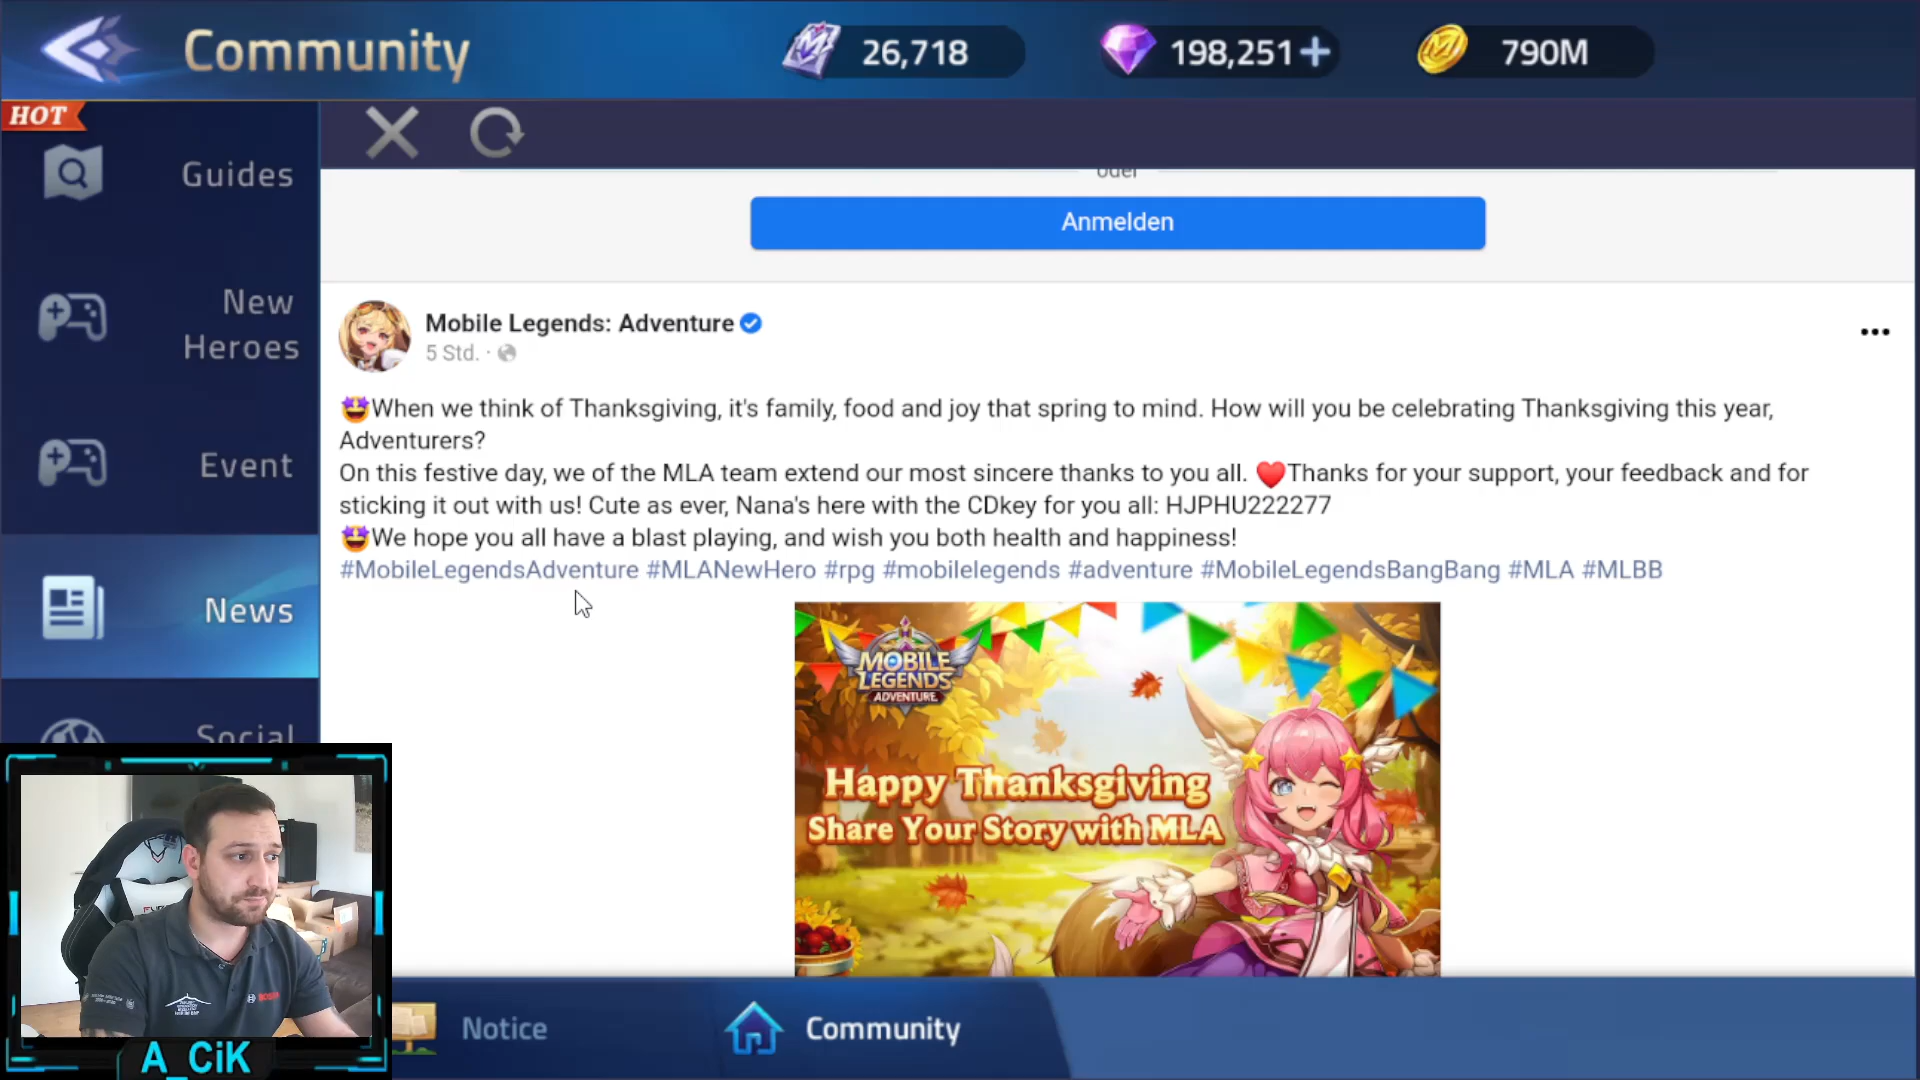 Community
26,718
198,251
790M
HOT
Guides
New
Heroes
Event
News
Social
oder
Anmelden
Mobile Legends: Adventure
5 Std. ·
🤩When we think of Thanksgiving, it's family, food and joy that spring to mind. How will you be celebrating Thanksgiving this year,
Adventurers?
On this festive day, we of the MLA team extend our most sincere thanks to you all. ❤️Thanks for your support, your feedback and for
sticking it out with us! Cute as ever, Nana's here with the CDkey for you all: HJPHU222277
🤩We hope you all have a blast playing, and wish you both health and happiness!
#MobileLegendsAdventure #MLANewHero #rpg #mobilelegends #adventure #MobileLegendsBangBang #MLA #MLBB
MOBILE
LEGENDS
ADVENTURE
Happy Thanksgiving
Share Your Story with MLA
BOSCH
A_CiK
Notice
Community